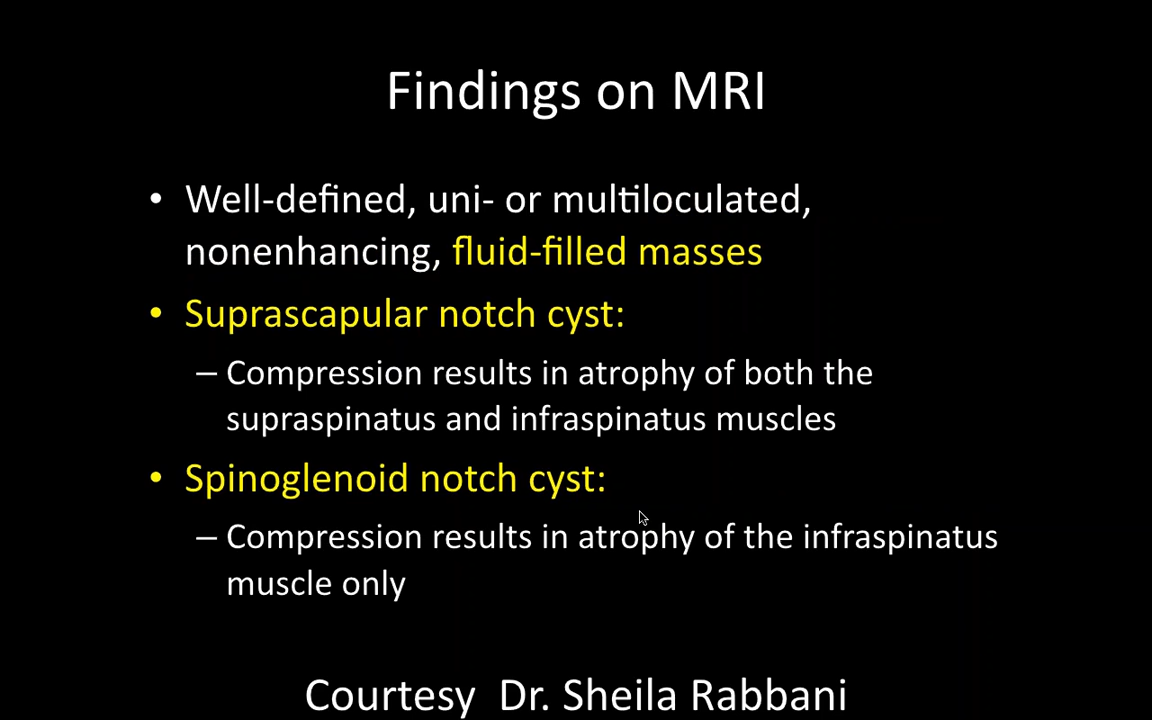 Findings on MRI
• Well-defined, uni- or multiloculated,
nonenhancing, fluid-filled masses
• Suprascapular notch cyst:
– Compression results in atrophy of both the
supraspinatus and infraspinatus muscles
• Spinoglenoid notch cyst:
– Compression results in atrophy of the infraspinatus
muscle only
Courtesy Dr. Sheila Rabbani